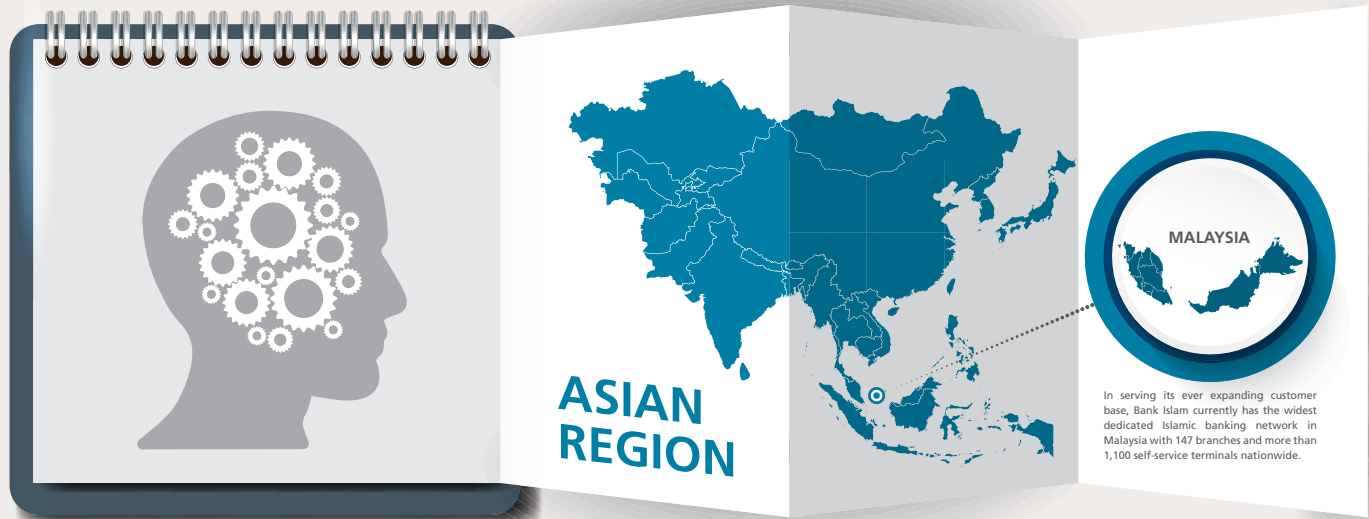 ASIAN
REGION
MALAYSIA
In serving its ever expanding customer
base, Bank Islam currently has the widest
dedicated Islamic banking network in
Malaysia with 147 branches and more than
1,100 self-service terminals nationwide.